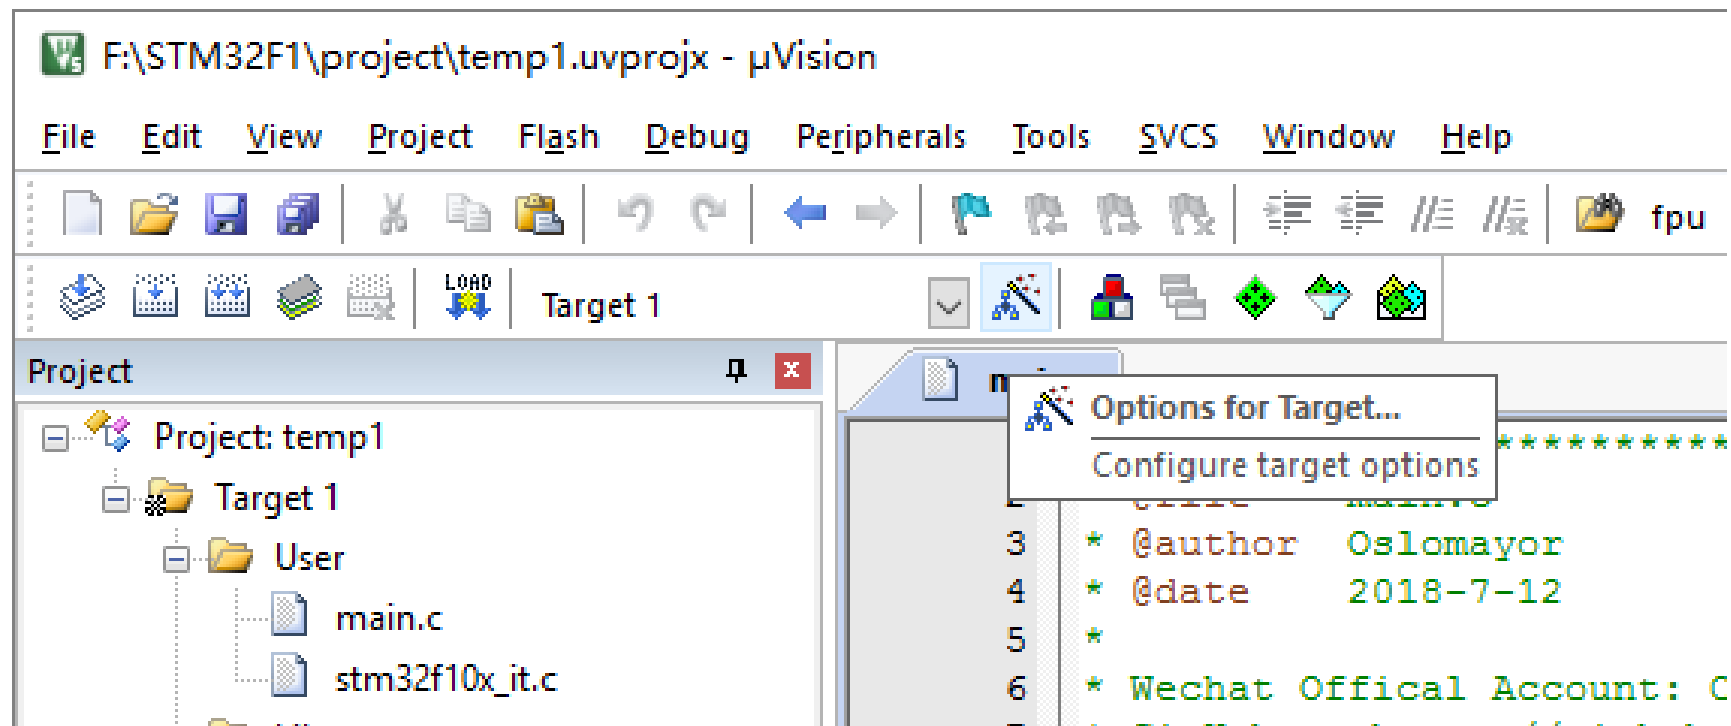 F:\STM32F1\project\temp1.uvprojx - µVision
File Edit View Project Flash Debug Peripherals Tools SVCS Window Help
fpu
LOAD Target 1
Project
Project: temp1
Target 1
User
main.c
stm32f10x_it.c
Options for Target...
Configure target options
3 * @author Oslomayor
4 * @date 2018-7-12
5 *
6 * Wechat Offical Account: